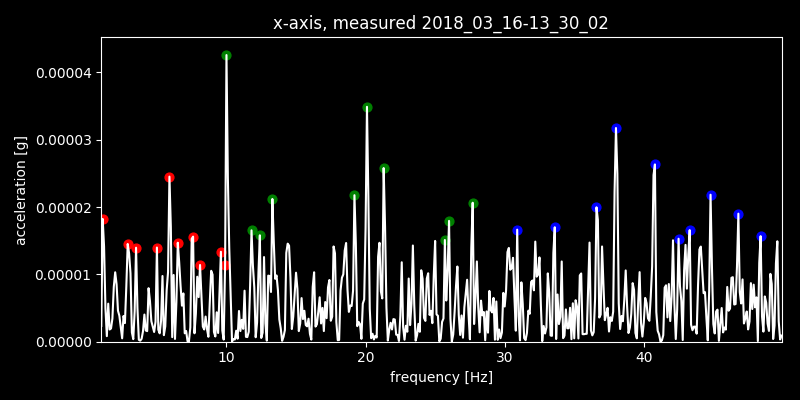 x-axis, measured 2018_03_16-13_30_02
acceleration [g]
0.00004
0.00003
0.00002
0.00001
0.00000
10 20 30 40
frequency [Hz]